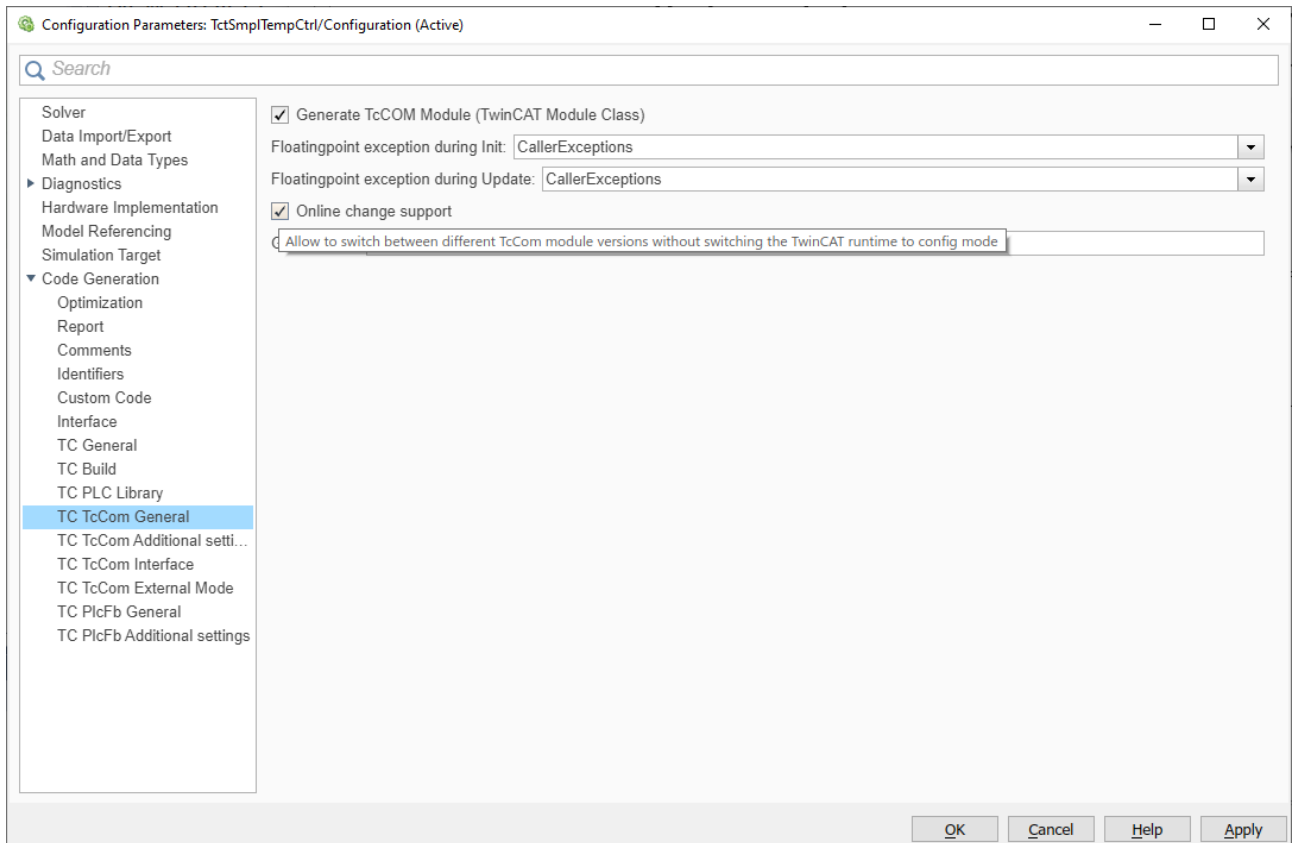 Configuration Parameters: TctSmplTempCtrl/Configuration (Active)
Search
Solver
Data Import/Export
Math and Data Types
Diagnostics
Hardware Implementation
Model Referencing
Simulation Target
Code Generation
Optimization
Report
Comments
Identifiers
Custom Code
Interface
TC General
TC Build
TC PLC Library
TC TcCom General
TC TcCom Additional setti...
TC TcCom Interface
TC TcCom External Mode
TC PlcFb General
TC PlcFb Additional settings
Generate TcCOM Module (TwinCAT Module Class)
Floatingpoint exception during Init: CallerExceptions
Floatingpoint exception during Update: CallerExceptions
Online change support
Allow to switch between different TcCom module versions without switching the TwinCAT runtime to config mode
OK Cancel Help Apply